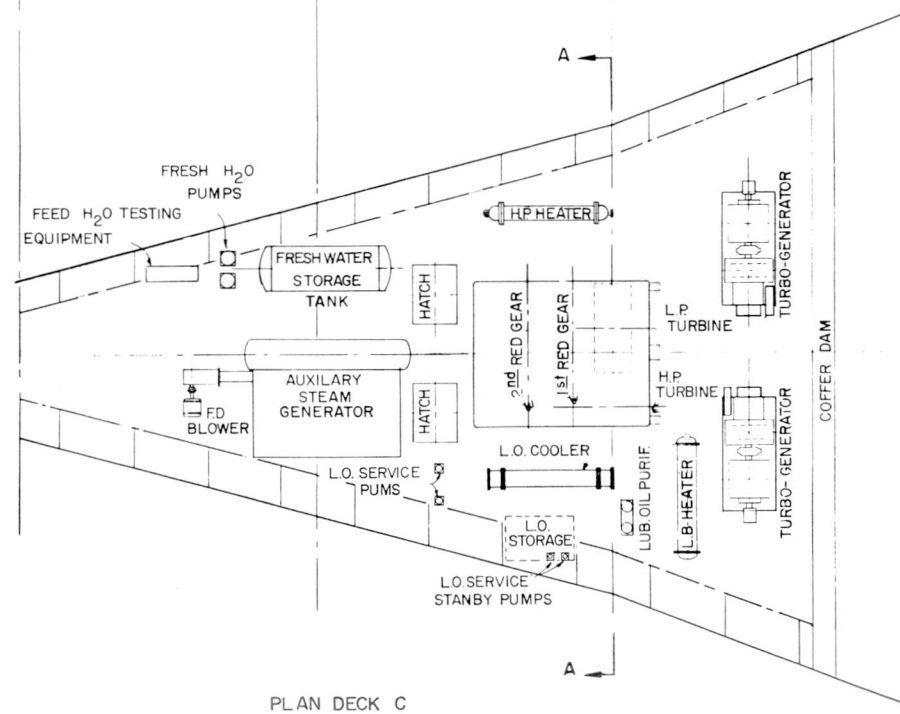 A
FRESH H2O
PUMPS
FEED H2O TESTING
EQUIPMENT
FRESH WATER
STORAGE
TANK
HATCH
H.P. HEATER
2nd RED GEAR
1st RED GEAR
L.P.
TURBINE
H.P.
TURBINE
TURBO-GENERATOR
COFFER DAM
AUXILARY
STEAM
GENERATOR
F.D
BLOWER
HATCH
L.O. SERVICE
PUMS
L.O. COOLER
L.O.
STORAGE
LUB. OIL PURIF.
L.B. HEATER
TURBO-GENERATOR
L.O. SERVICE
STANBY PUMPS
A
PLAN DECK C